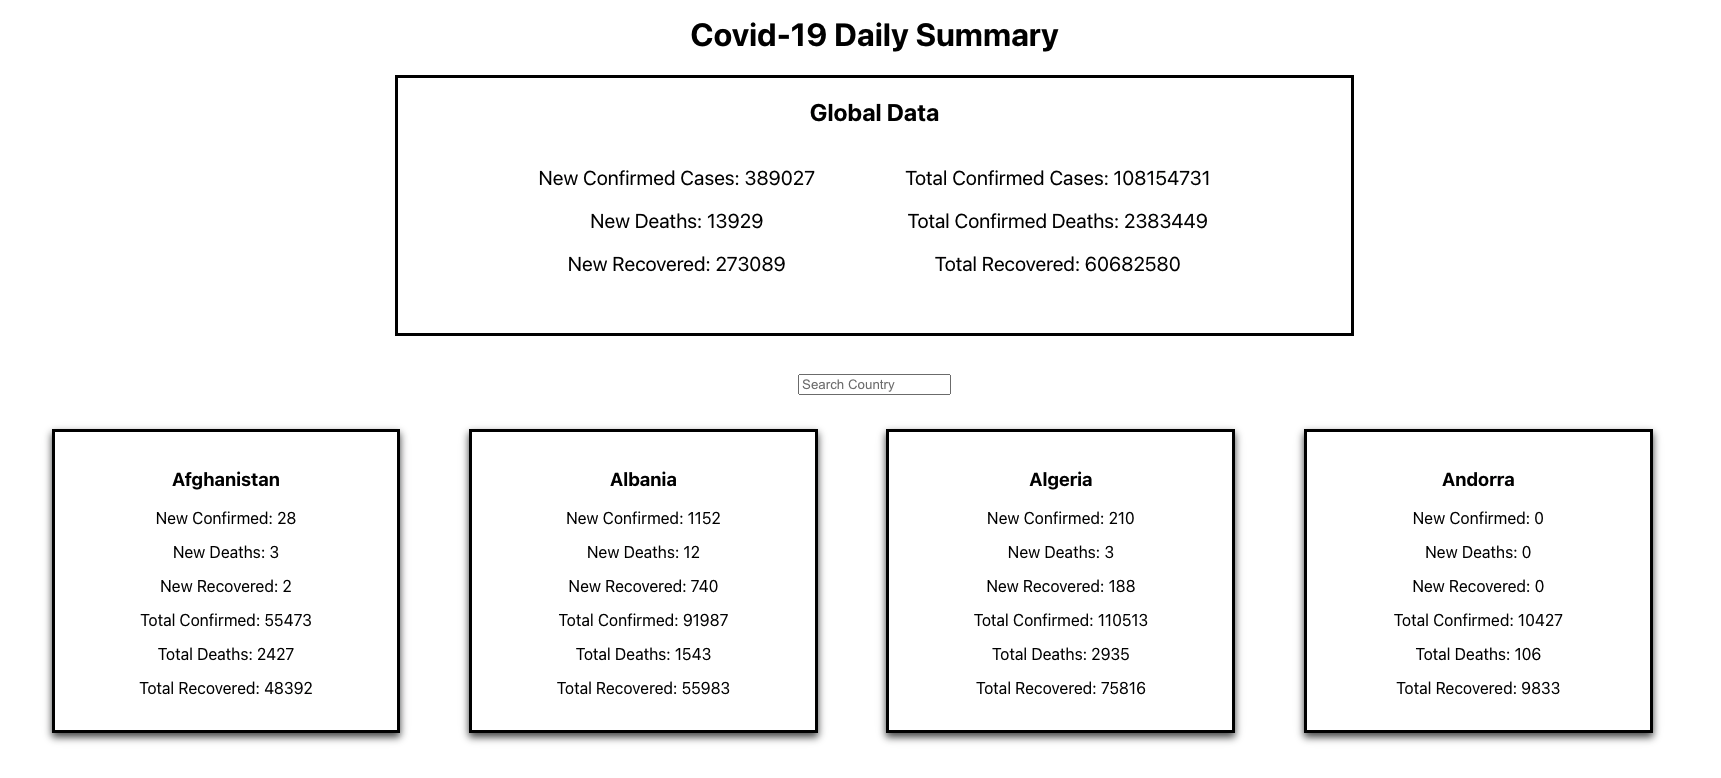 Covid-19 Daily Summary
Global Data
New Confirmed Cases: 389027
New Deaths: 13929
New Recovered: 273089
Total Confirmed Cases: 108154731
Total Confirmed Deaths: 2383449
Total Recovered: 60682580
Search Country
Afghanistan
New Confirmed: 28
New Deaths: 3
New Recovered: 2
Total Confirmed: 55473
Total Deaths: 2427
Total Recovered: 48392
Albania
New Confirmed: 1152
New Deaths: 12
New Recovered: 740
Total Confirmed: 91987
Total Deaths: 1543
Total Recovered: 55983
Algeria
New Confirmed: 210
New Deaths: 3
New Recovered: 188
Total Confirmed: 110513
Total Deaths: 2935
Total Recovered: 75816
Andorra
New Confirmed: 0
New Deaths: 0
New Recovered: 0
Total Confirmed: 10427
Total Deaths: 106
Total Recovered: 9833